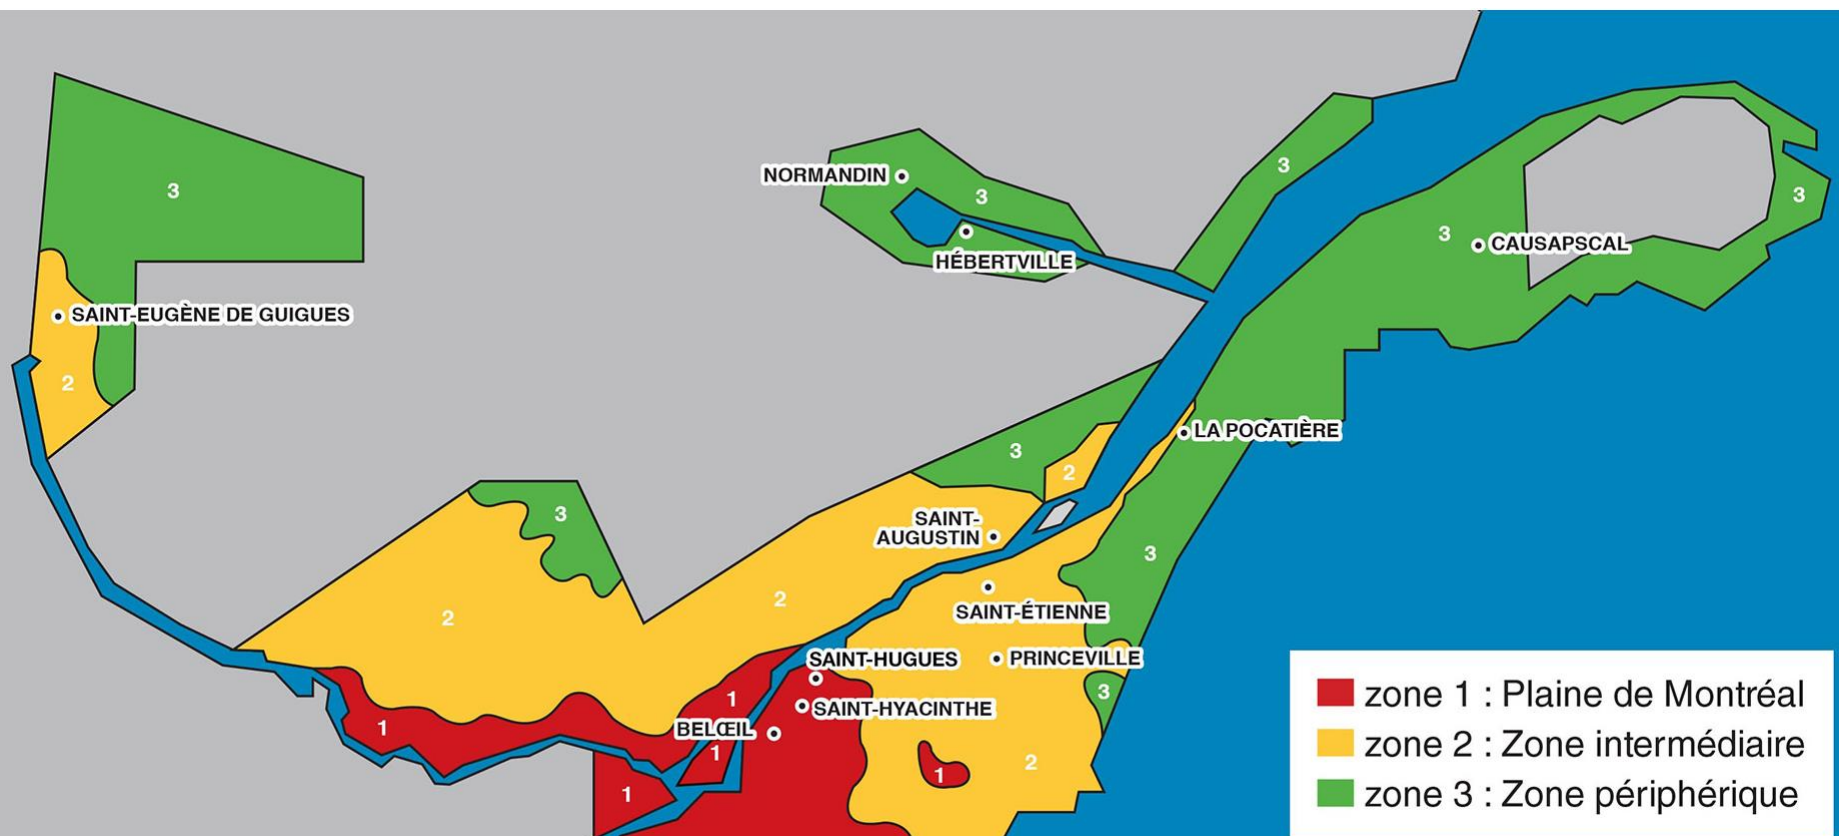 3
3
NORMANDIN
3
3
3
HÉBERTVILLE
CAUSAPSCAL
SAINT-EUGÈNE DE GUIGUES
2
LA POCATIÈRE
3
2
3
SAINT-
AUGUSTIN
3
2
2
SAINT-ÉTIENNE
SAINT-HUGUES
PRINCEVILLE
3
1
SAINT-HYACINTHE
1
BELŒIL
1
2
1
1
zone 1 : Plaine de Montréal
zone 2 : Zone intermédiaire
zone 3 : Zone périphérique